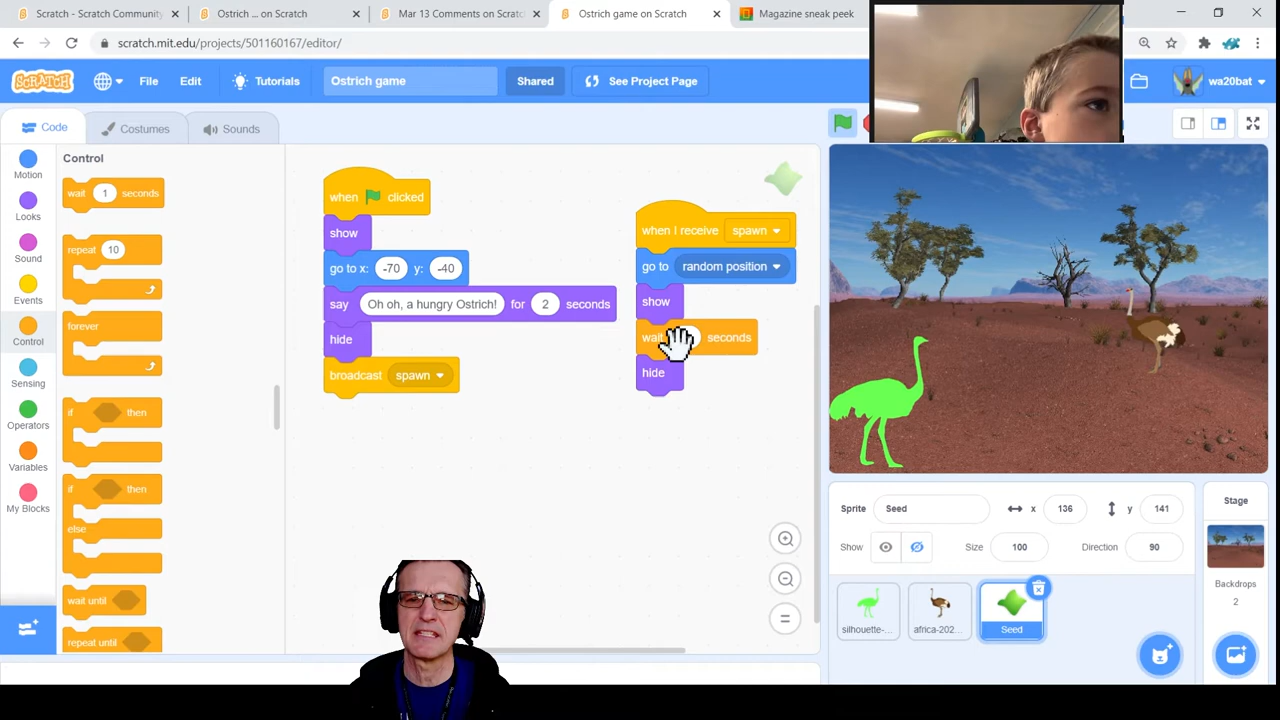 Scratch - Scratch Community
Ostrich ... on Scratch
Mar 13 Comments on Scratc
Ostrich game on Scratch
Magazine sneak peek
scratch.mit.edu/projects/501160167/editor/
SCRATCH
File
Edit
Tutorials
Ostrich game
Shared
See Project Page
wa20bat
Code
Costumes
Sounds
Motion
Looks
Sound
Events
Control
Sensing
Operators
Variables
My Blocks
Control
wait 1 seconds
repeat 10
forever
if then
if then
else
wait until
repeat until
when clicked
show
go to x: -70 y: -40
say Oh oh, a hungry Ostrich! for 2 seconds
hide
broadcast spawn
when I receive spawn
go to random position
show
wait seconds
hide
Sprite Seed x 136 y 141
Show Size 100 Direction 90
silhouette-...
africa-202...
Seed
Stage
Backdrops
2